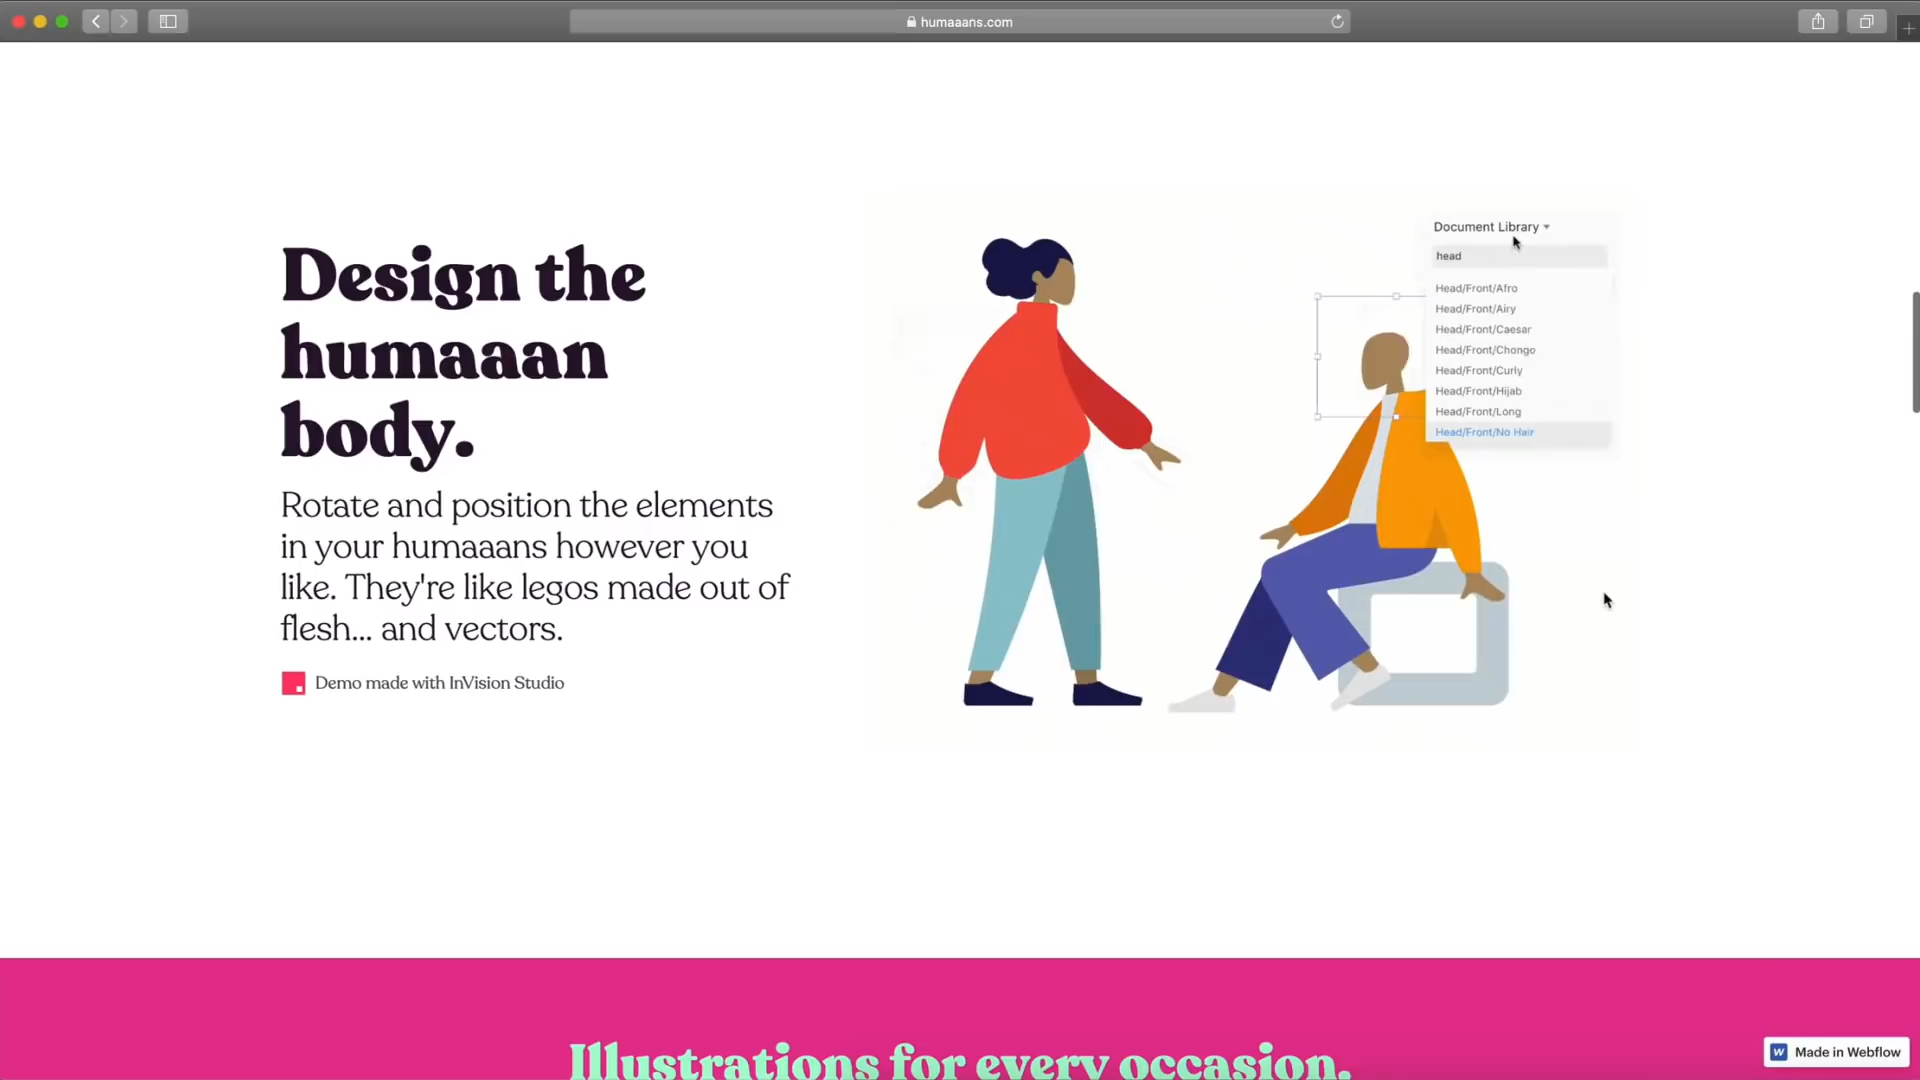 humaaans.com
Design the
humaaan
body.
Rotate and position the elements
in your humaaans however you
like. They're like legos made out of
flesh... and vectors.
Demo made with InVision Studio
Document Library
head
Head/Front/Afro
Head/Front/Airy
Head/Front/Caesar
Head/Front/Chongo
Head/Front/Curly
Head/Front/Hijab
Head/Front/Long
Head/Front/No Hair
Illustrations for every occasion.
W Made in Webflow